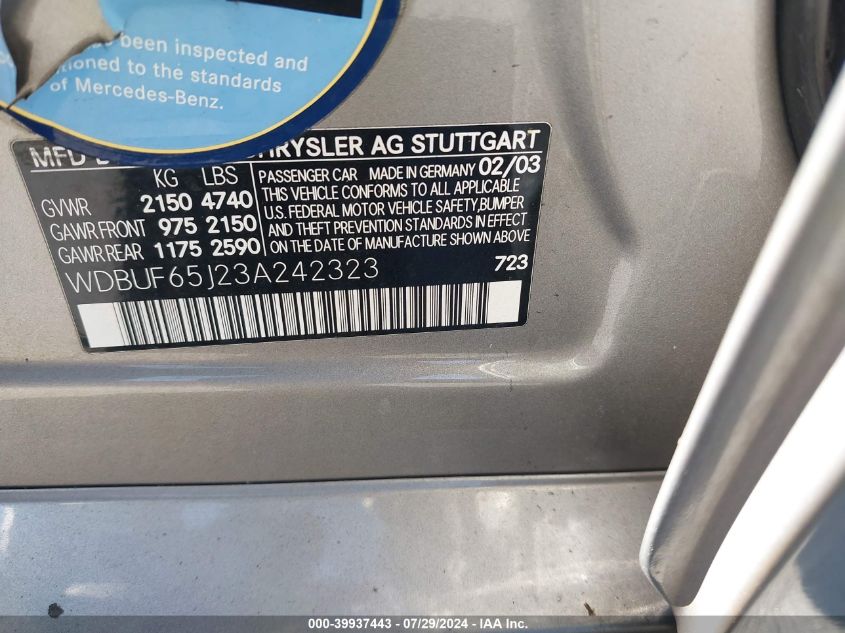 been inspected and
to the standards
of Mercedes-Benz.
MFD HRYSLER AG STUTTGART
KG LBS
GVWR 2150 4740
GAWR.FRONT 975 2150
GAWR.REAR 1175 2590
PASSENGER CAR MADE IN GERMANY 02/03
THIS VEHICLE CONFORMS TO ALL APPLICABLE
U.S. FEDERAL MOTOR VEHICLE SAFETY,BUMPER
AND THEFT PREVENTION STANDARDS IN EFFECT
ON THE DATE OF MANUFACTURE SHOWN ABOVE
WDBUF65J23A242323
723
000-39937443 / 07/29/2024 - IAA Inc.